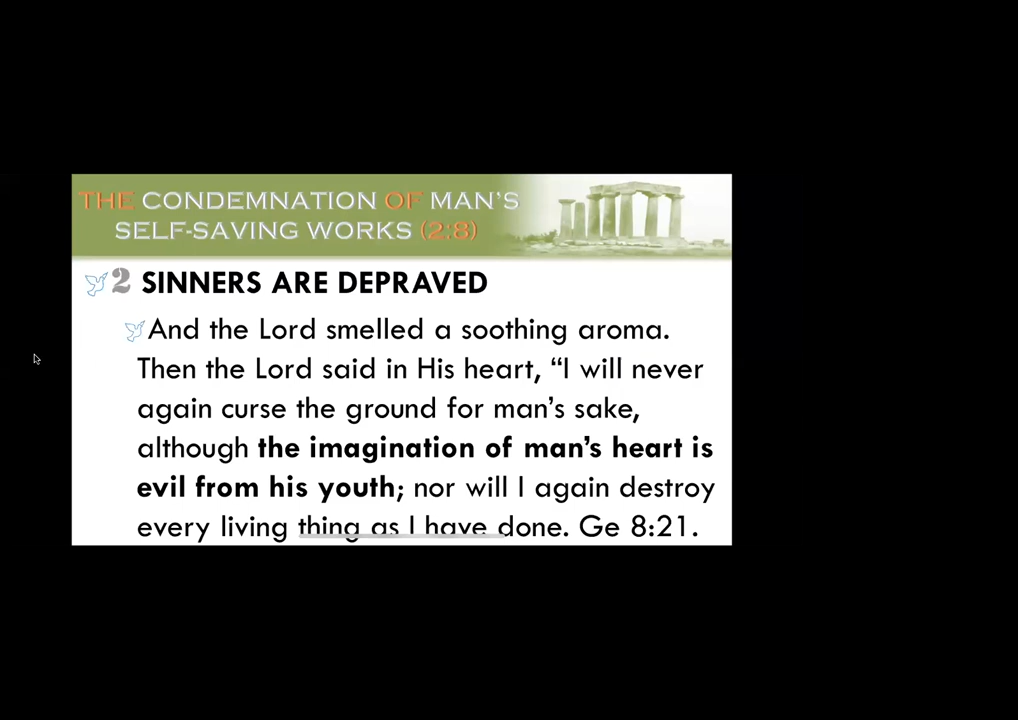 THE CONDEMNATION OF MAN’S
SELF-SAVING WORKS (2:8)
2 SINNERS ARE DEPRAVED
And the Lord smelled a soothing aroma.
Then the Lord said in His heart, “I will never
again curse the ground for man’s sake,
although the imagination of man’s heart is
evil from his youth; nor will I again destroy
every living thing as I have done. Ge 8:21.